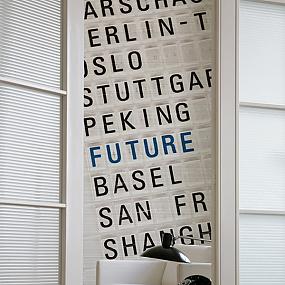 ARSCHA
ERLIN-T
OSLO
STUTTGAR
PEKING
FUTURE
BASEL
SAN FR
SHANGH